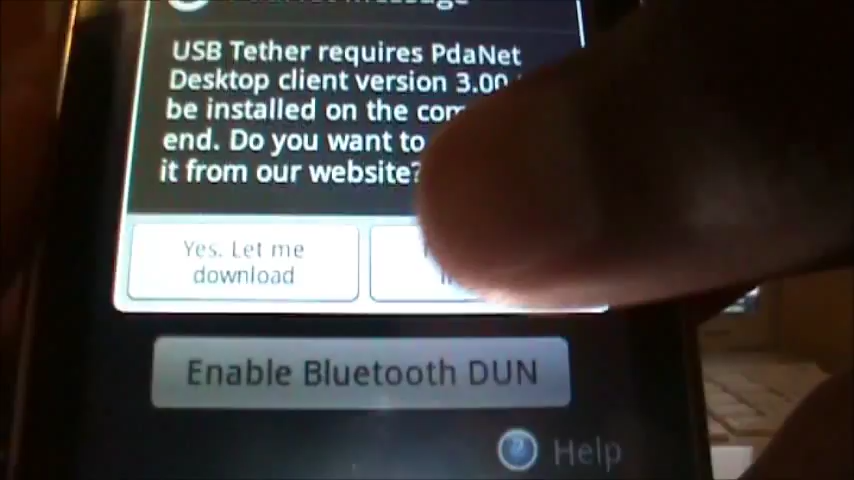 USB Tether requires PdaNet
Desktop client version 3.00
be installed on the
end. Do you want to
it from our website?
Yes. Let me
download
Enable Bluetooth DUN
Help